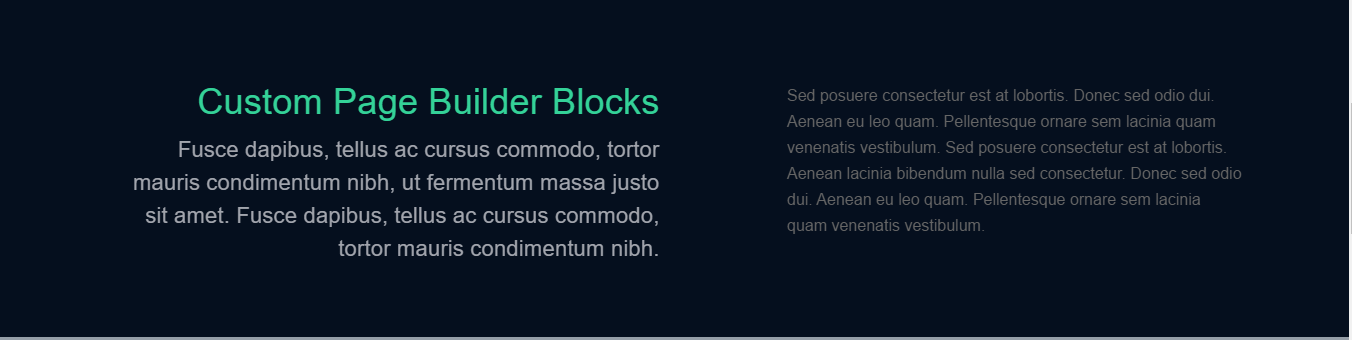 Custom Page Builder Blocks
Fusce dapibus, tellus ac cursus commodo, tortor
mauris condimentum nibh, ut fermentum massa justo
sit amet. Fusce dapibus, tellus ac cursus commodo,
tortor mauris condimentum nibh.
Sed posuere consectetur est at lobortis. Donec sed odio dui.
Aenean eu leo quam. Pellentesque ornare sem lacinia quam
venenatis vestibulum. Sed posuere consectetur est at lobortis.
Aenean lacinia bibendum nulla sed consectetur. Donec sed odio
dui. Aenean eu leo quam. Pellentesque ornare sem lacinia
quam venenatis vestibulum.